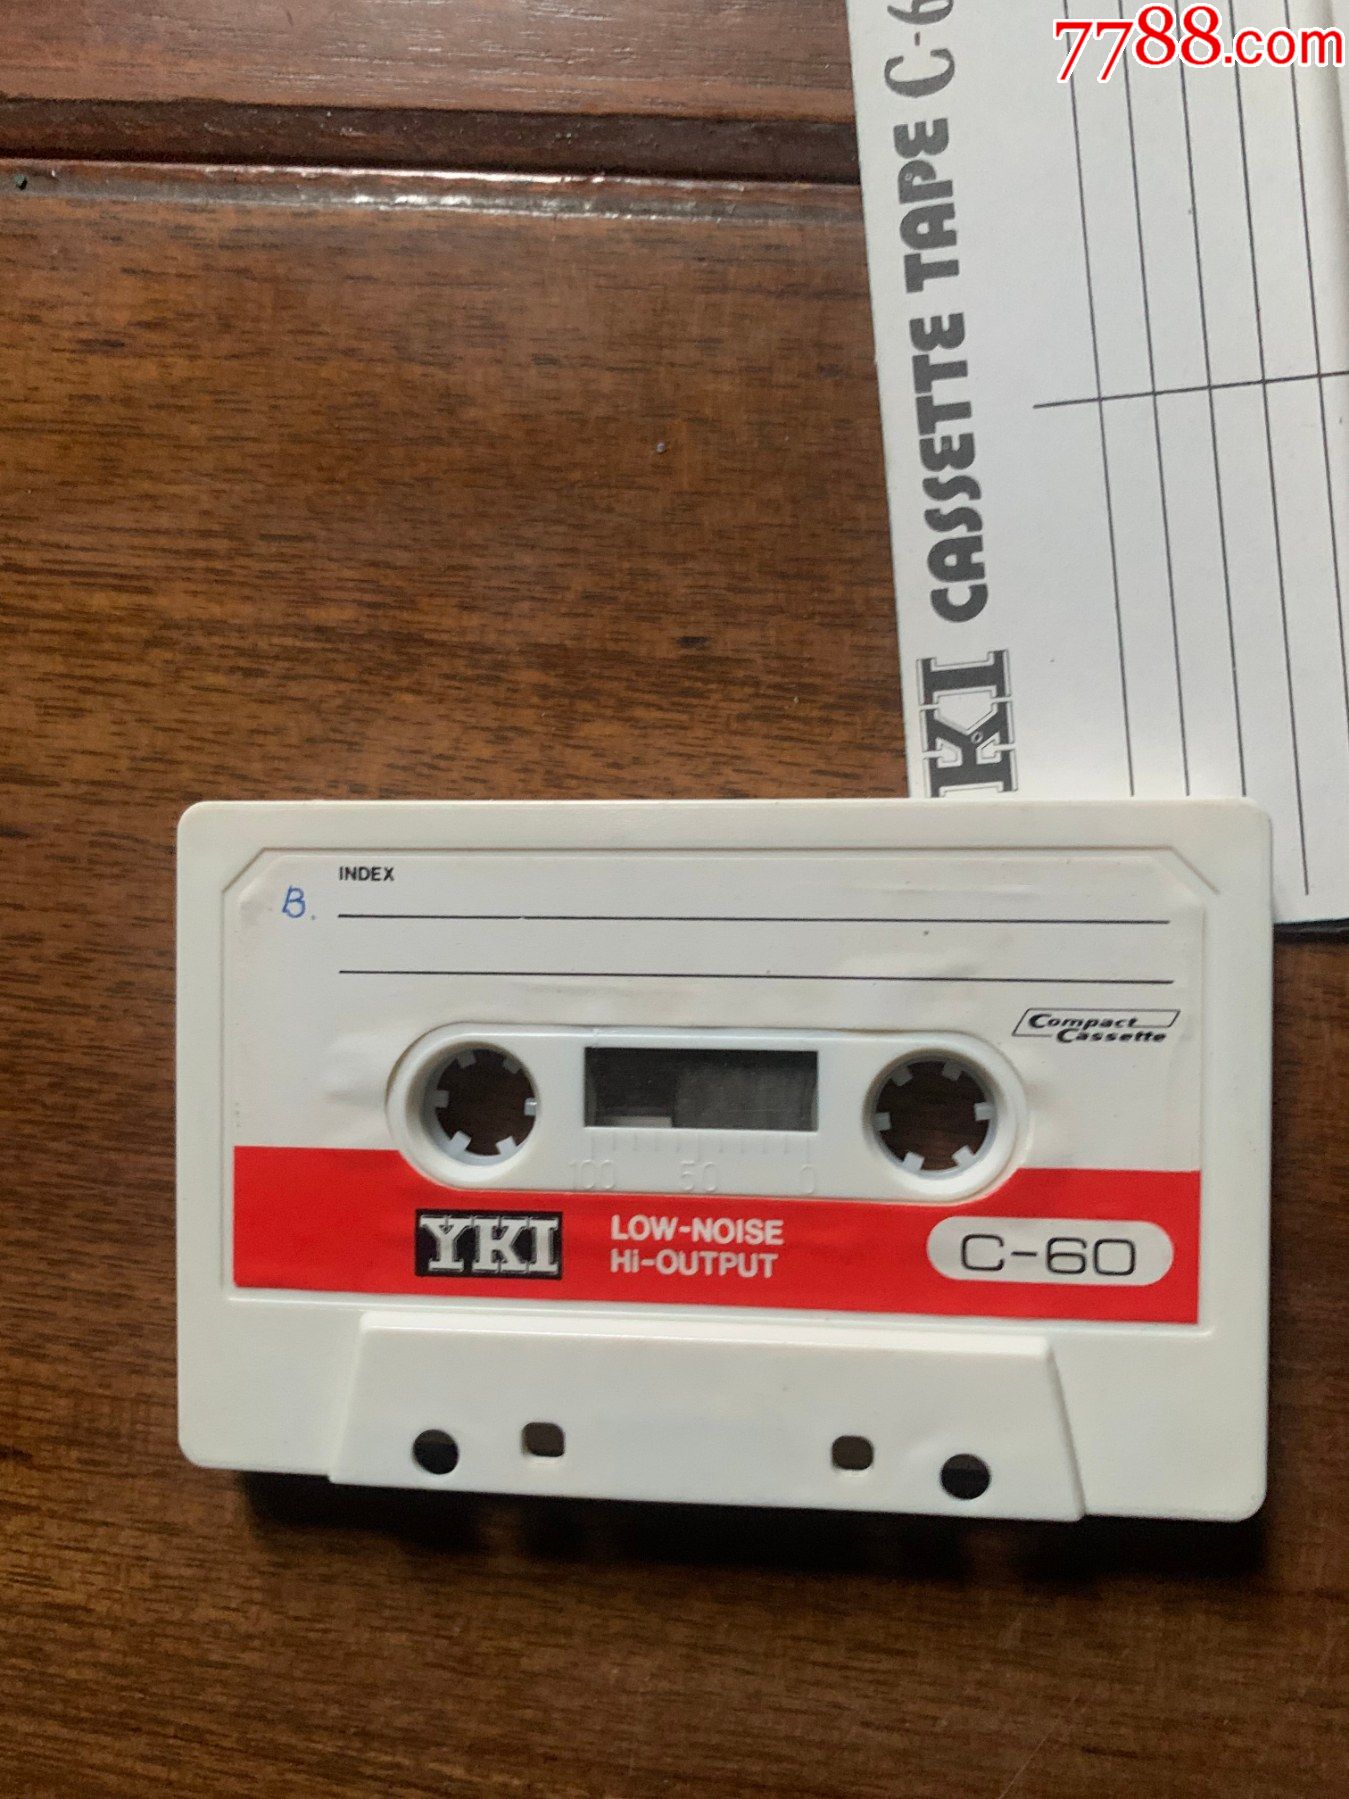 7788.com
YKI CASSETTE TAPE C-6
INDEX
B.
Compact
Cassette
100 50 0
YKI
LOW-NOISE
Hi-OUTPUT
C-60